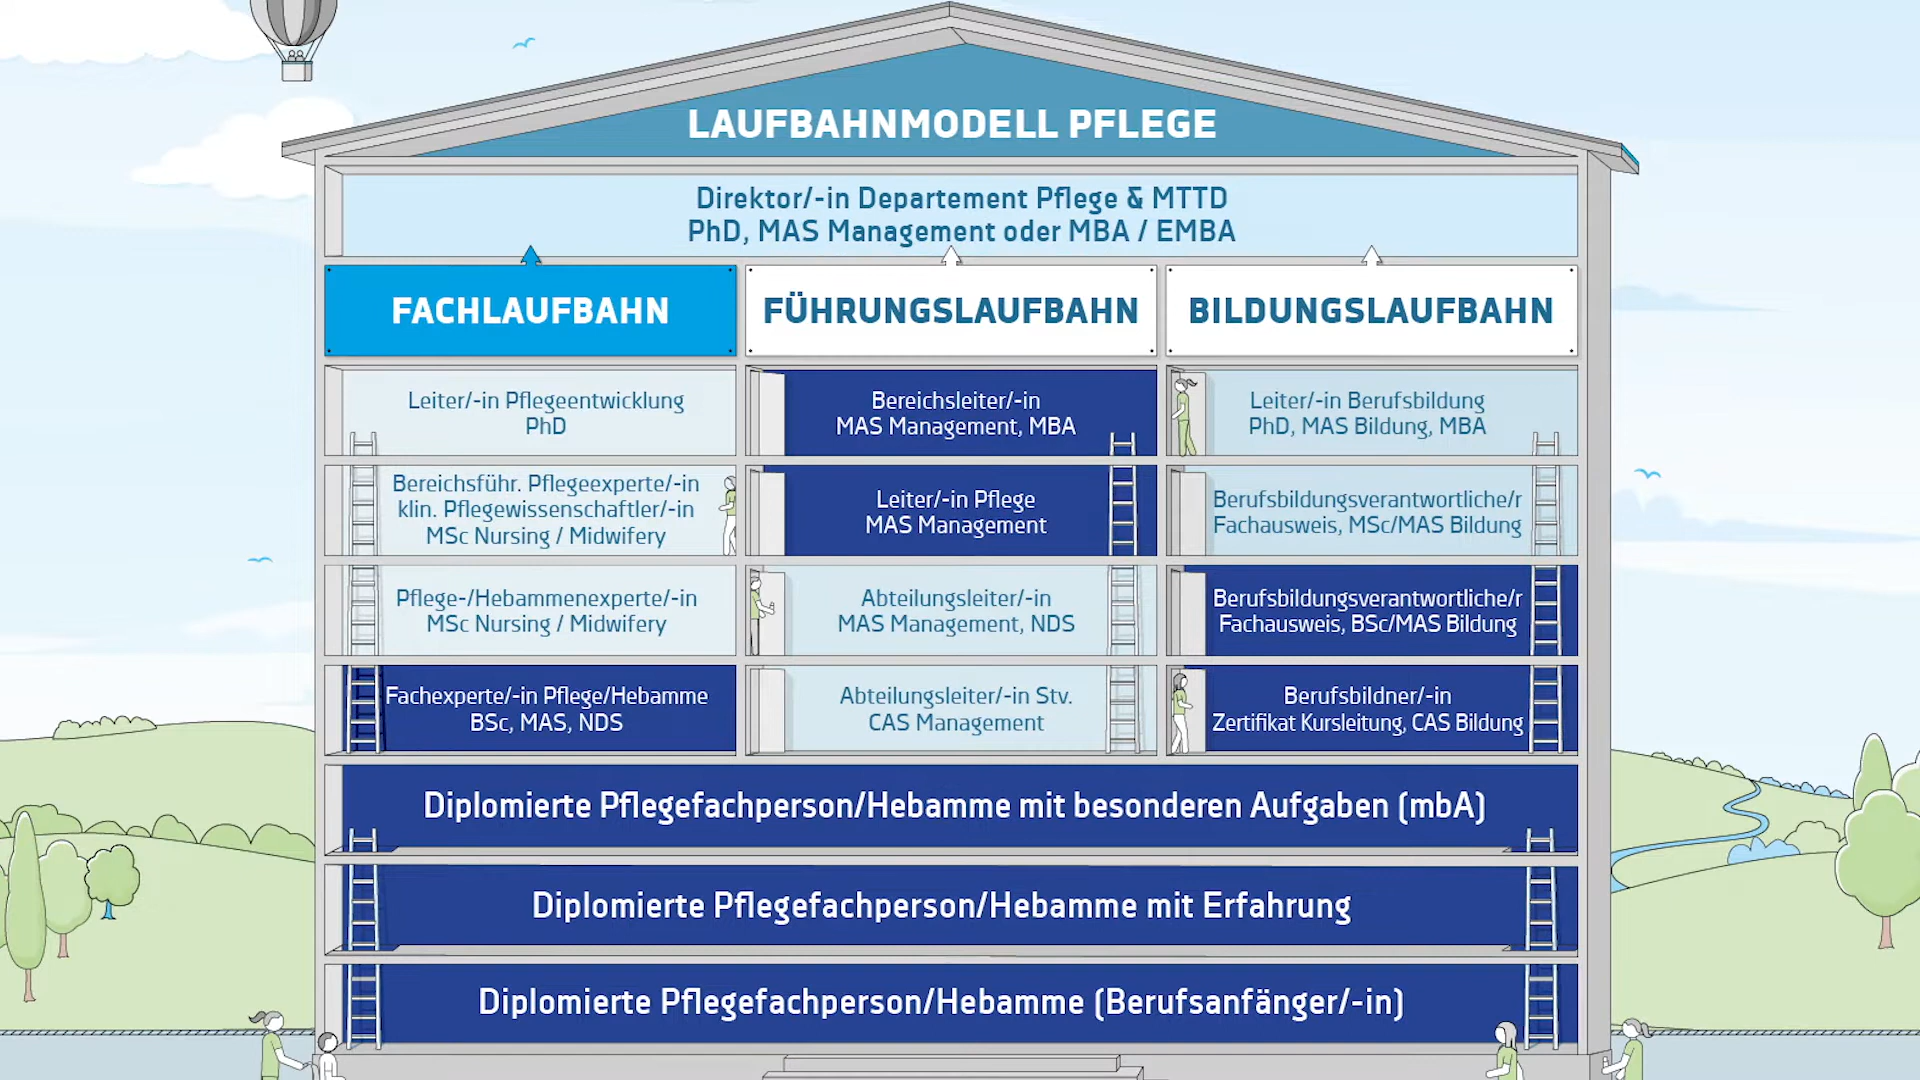 LAUFBAHNMODELL PFLEGE
Direktor/-in Departement Pflege & MTTD
PhD, MAS Management oder MBA / EMBA
FACHLAUFBAHN
FÜHRUNGSLAUFBAHN
BILDUNGSLAUFBAHN
Leiter/-in Pflegeentwicklung
PhD
Bereichsleiter/-in
MAS Management, MBA
Leiter/-in Berufsbildung
PhD, MAS Bildung, MBA
Bereichsführ. Pflegeexperte/-in
klin. Pflegewissenschaftler/-in
MSc Nursing / Midwifery
Leiter/-in Pflege
MAS Management
Berufsbildungsverantwortliche/r
Fachausweis, MSc/MAS Bildung
Pflege-/Hebammenexperte/-in
MSc Nursing / Midwifery
Abteilungsleiter/-in
MAS Management, NDS
Berufsbildungsverantwortliche/r
Fachausweis, BSc/MAS Bildung
Fachexperte/-in Pflege/Hebamme
BSc, MAS, NDS
Abteilungsleiter/-in Stv.
CAS Management
Berufsbildner/-in
Zertifikat Kursleitung, CAS Bildung
Diplomierte Pflegefachperson/Hebamme mit besonderen Aufgaben (mbA)
Diplomierte Pflegefachperson/Hebamme mit Erfahrung
Diplomierte Pflegefachperson/Hebamme (Berufsanfänger/-in)